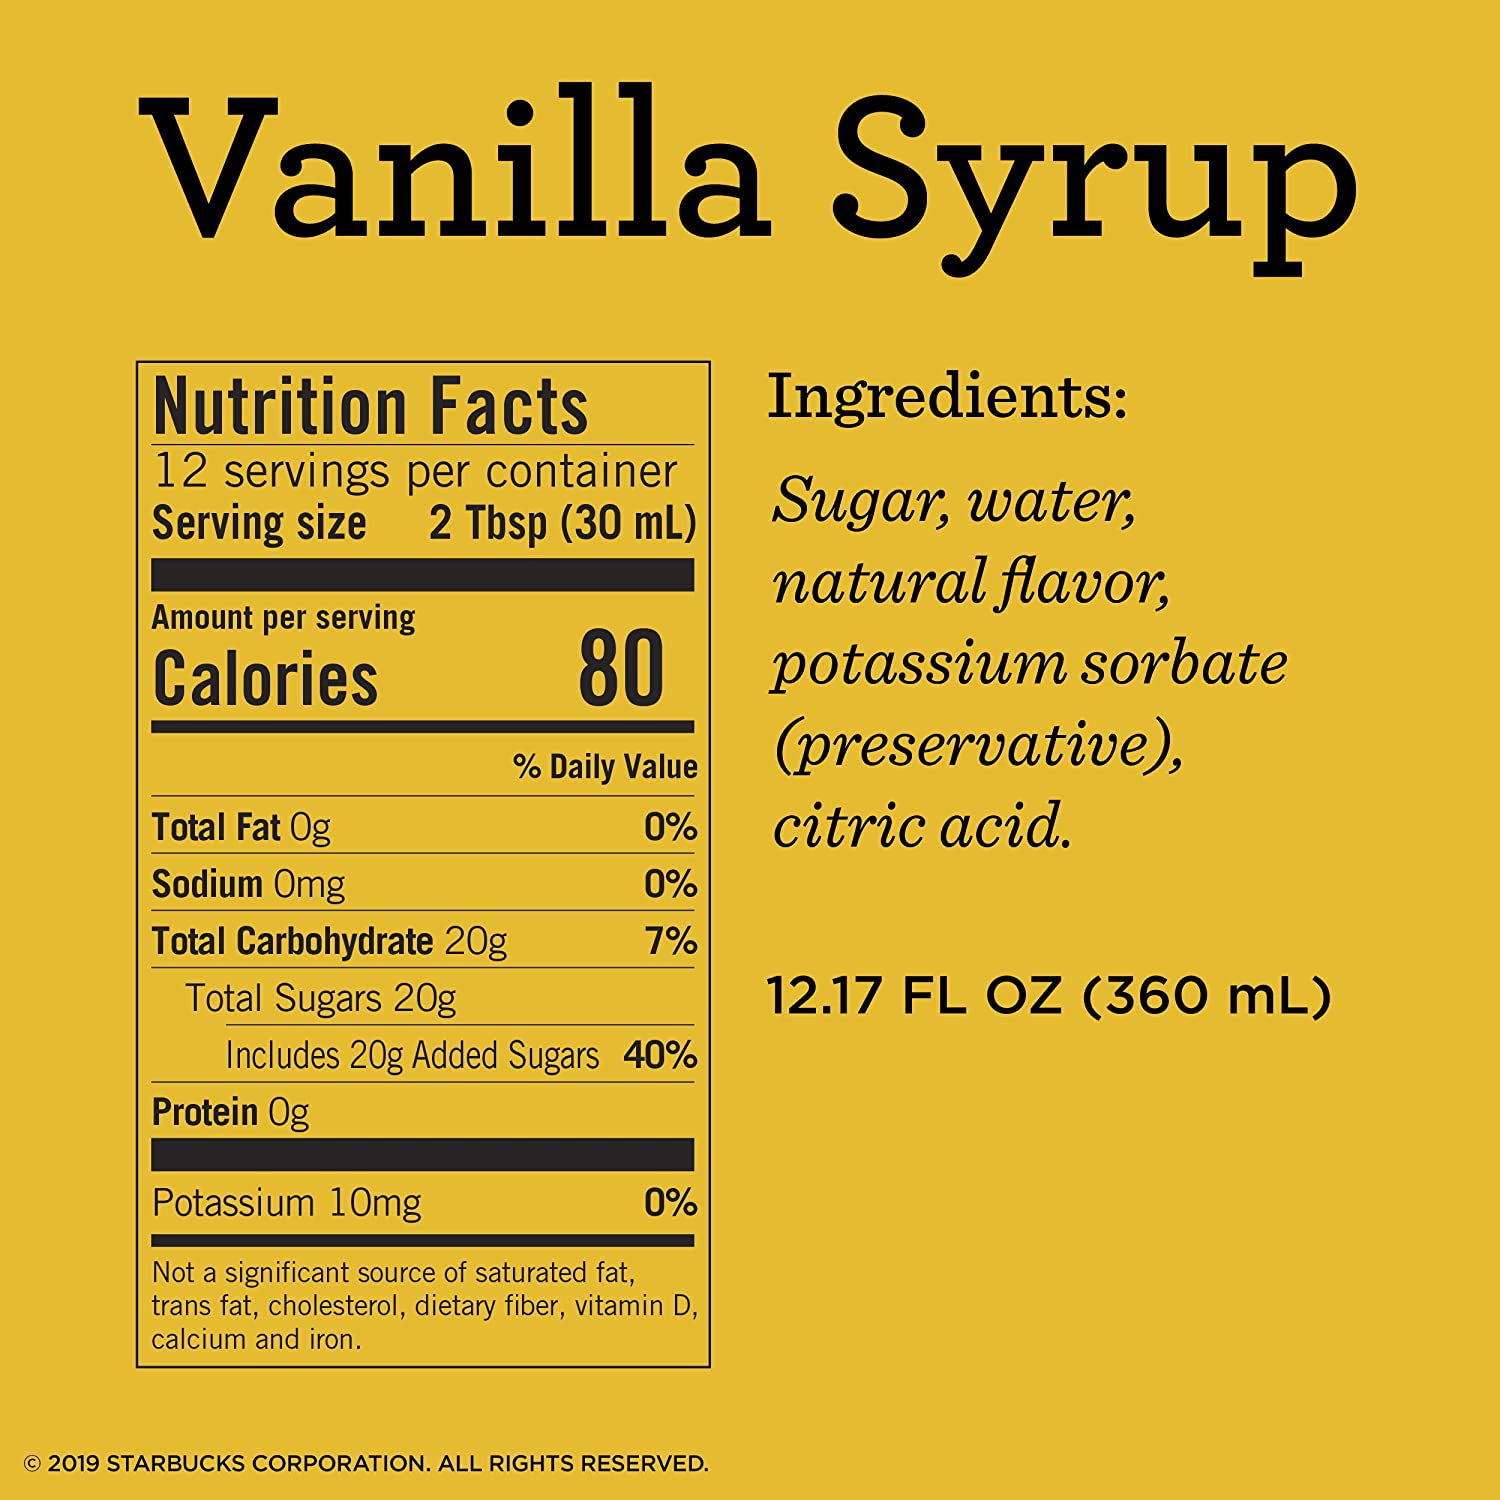 Vanilla Syrup
Nutrition Facts
12 servings per container
Serving size 2 Tbsp (30 mL)
Amount per serving
Calories 80
% Daily Value
Total Fat 0g 0%
Sodium 0mg 0%
Total Carbohydrate 20g 7%
Total Sugars 20g
Includes 20g Added Sugars 40%
Protein 0g
Potassium 10mg 0%
Not a significant source of saturated fat,
trans fat, cholesterol, dietary fiber, vitamin D,
calcium and iron.
Ingredients:
Sugar, water,
natural flavor,
potassium sorbate
(preservative),
citric acid.
12.17 FL OZ (360 mL)
© 2019 STARBUCKS CORPORATION. ALL RIGHTS RESERVED.